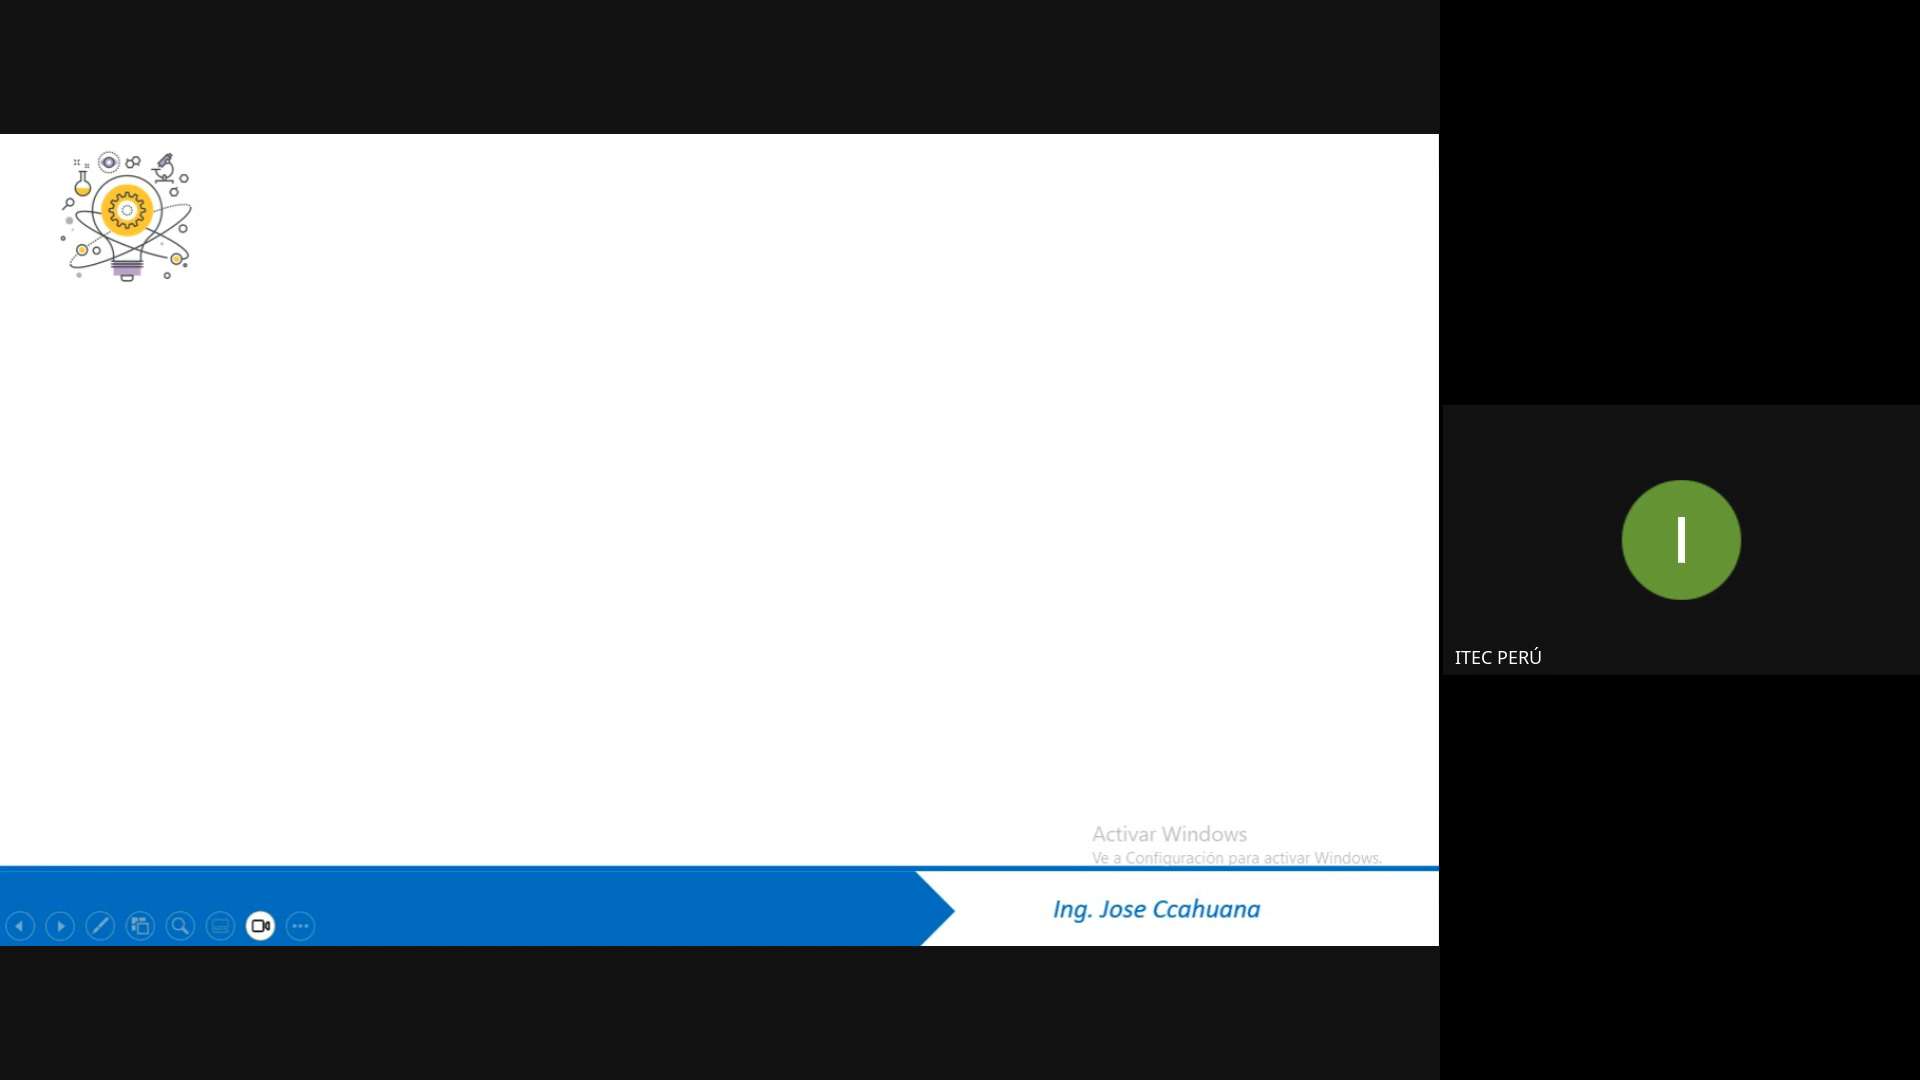 Activar Windows
Ve a Configuración para activar Windows.
Ing. Jose Ccahuana
I
ITEC PERÚ